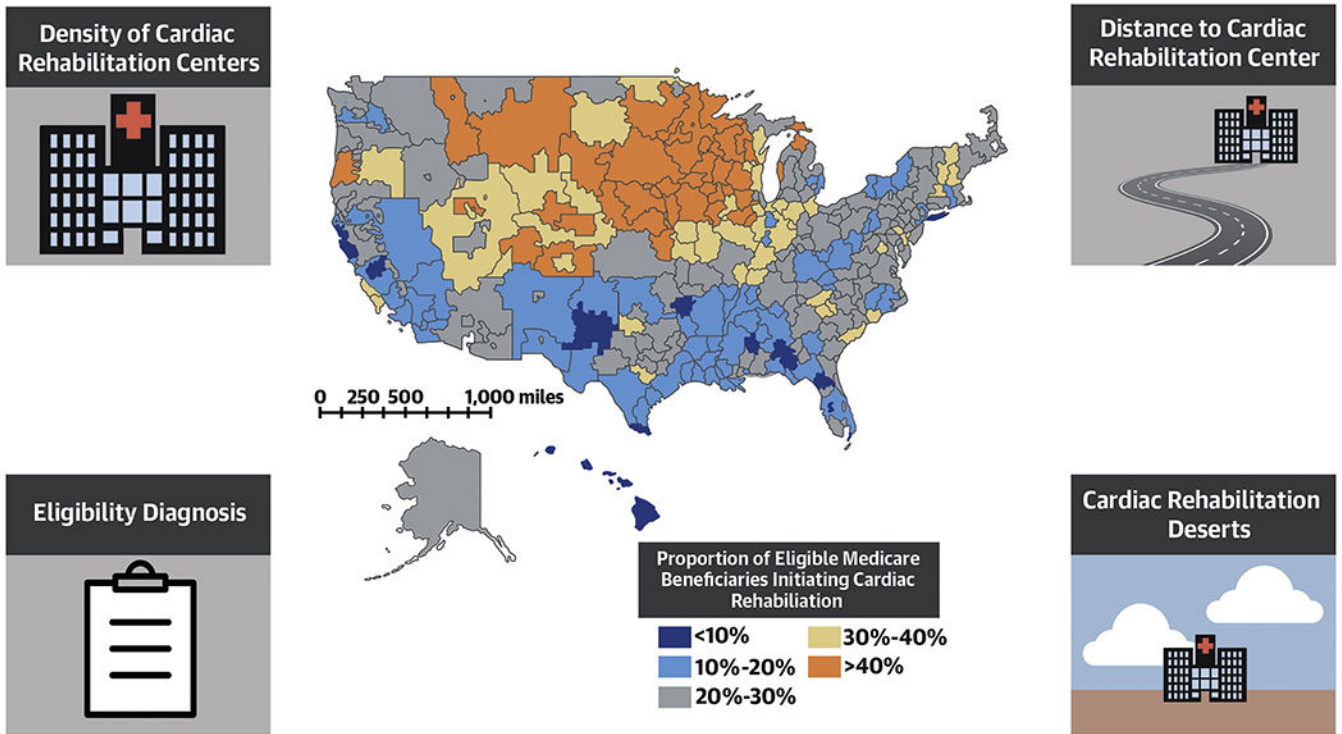 Density of Cardiac
Rehabilitation Centers
Distance to Cardiac
Rehabilitation Center
0 250 500 1,000 miles
Eligibility Diagnosis
Cardiac Rehabilitation
Deserts
Proportion of Eligible Medicare
Beneficiaries Initiating Cardiac
Rehabiliation
<10%
30%-40%
10%-20%
>40%
20%-30%